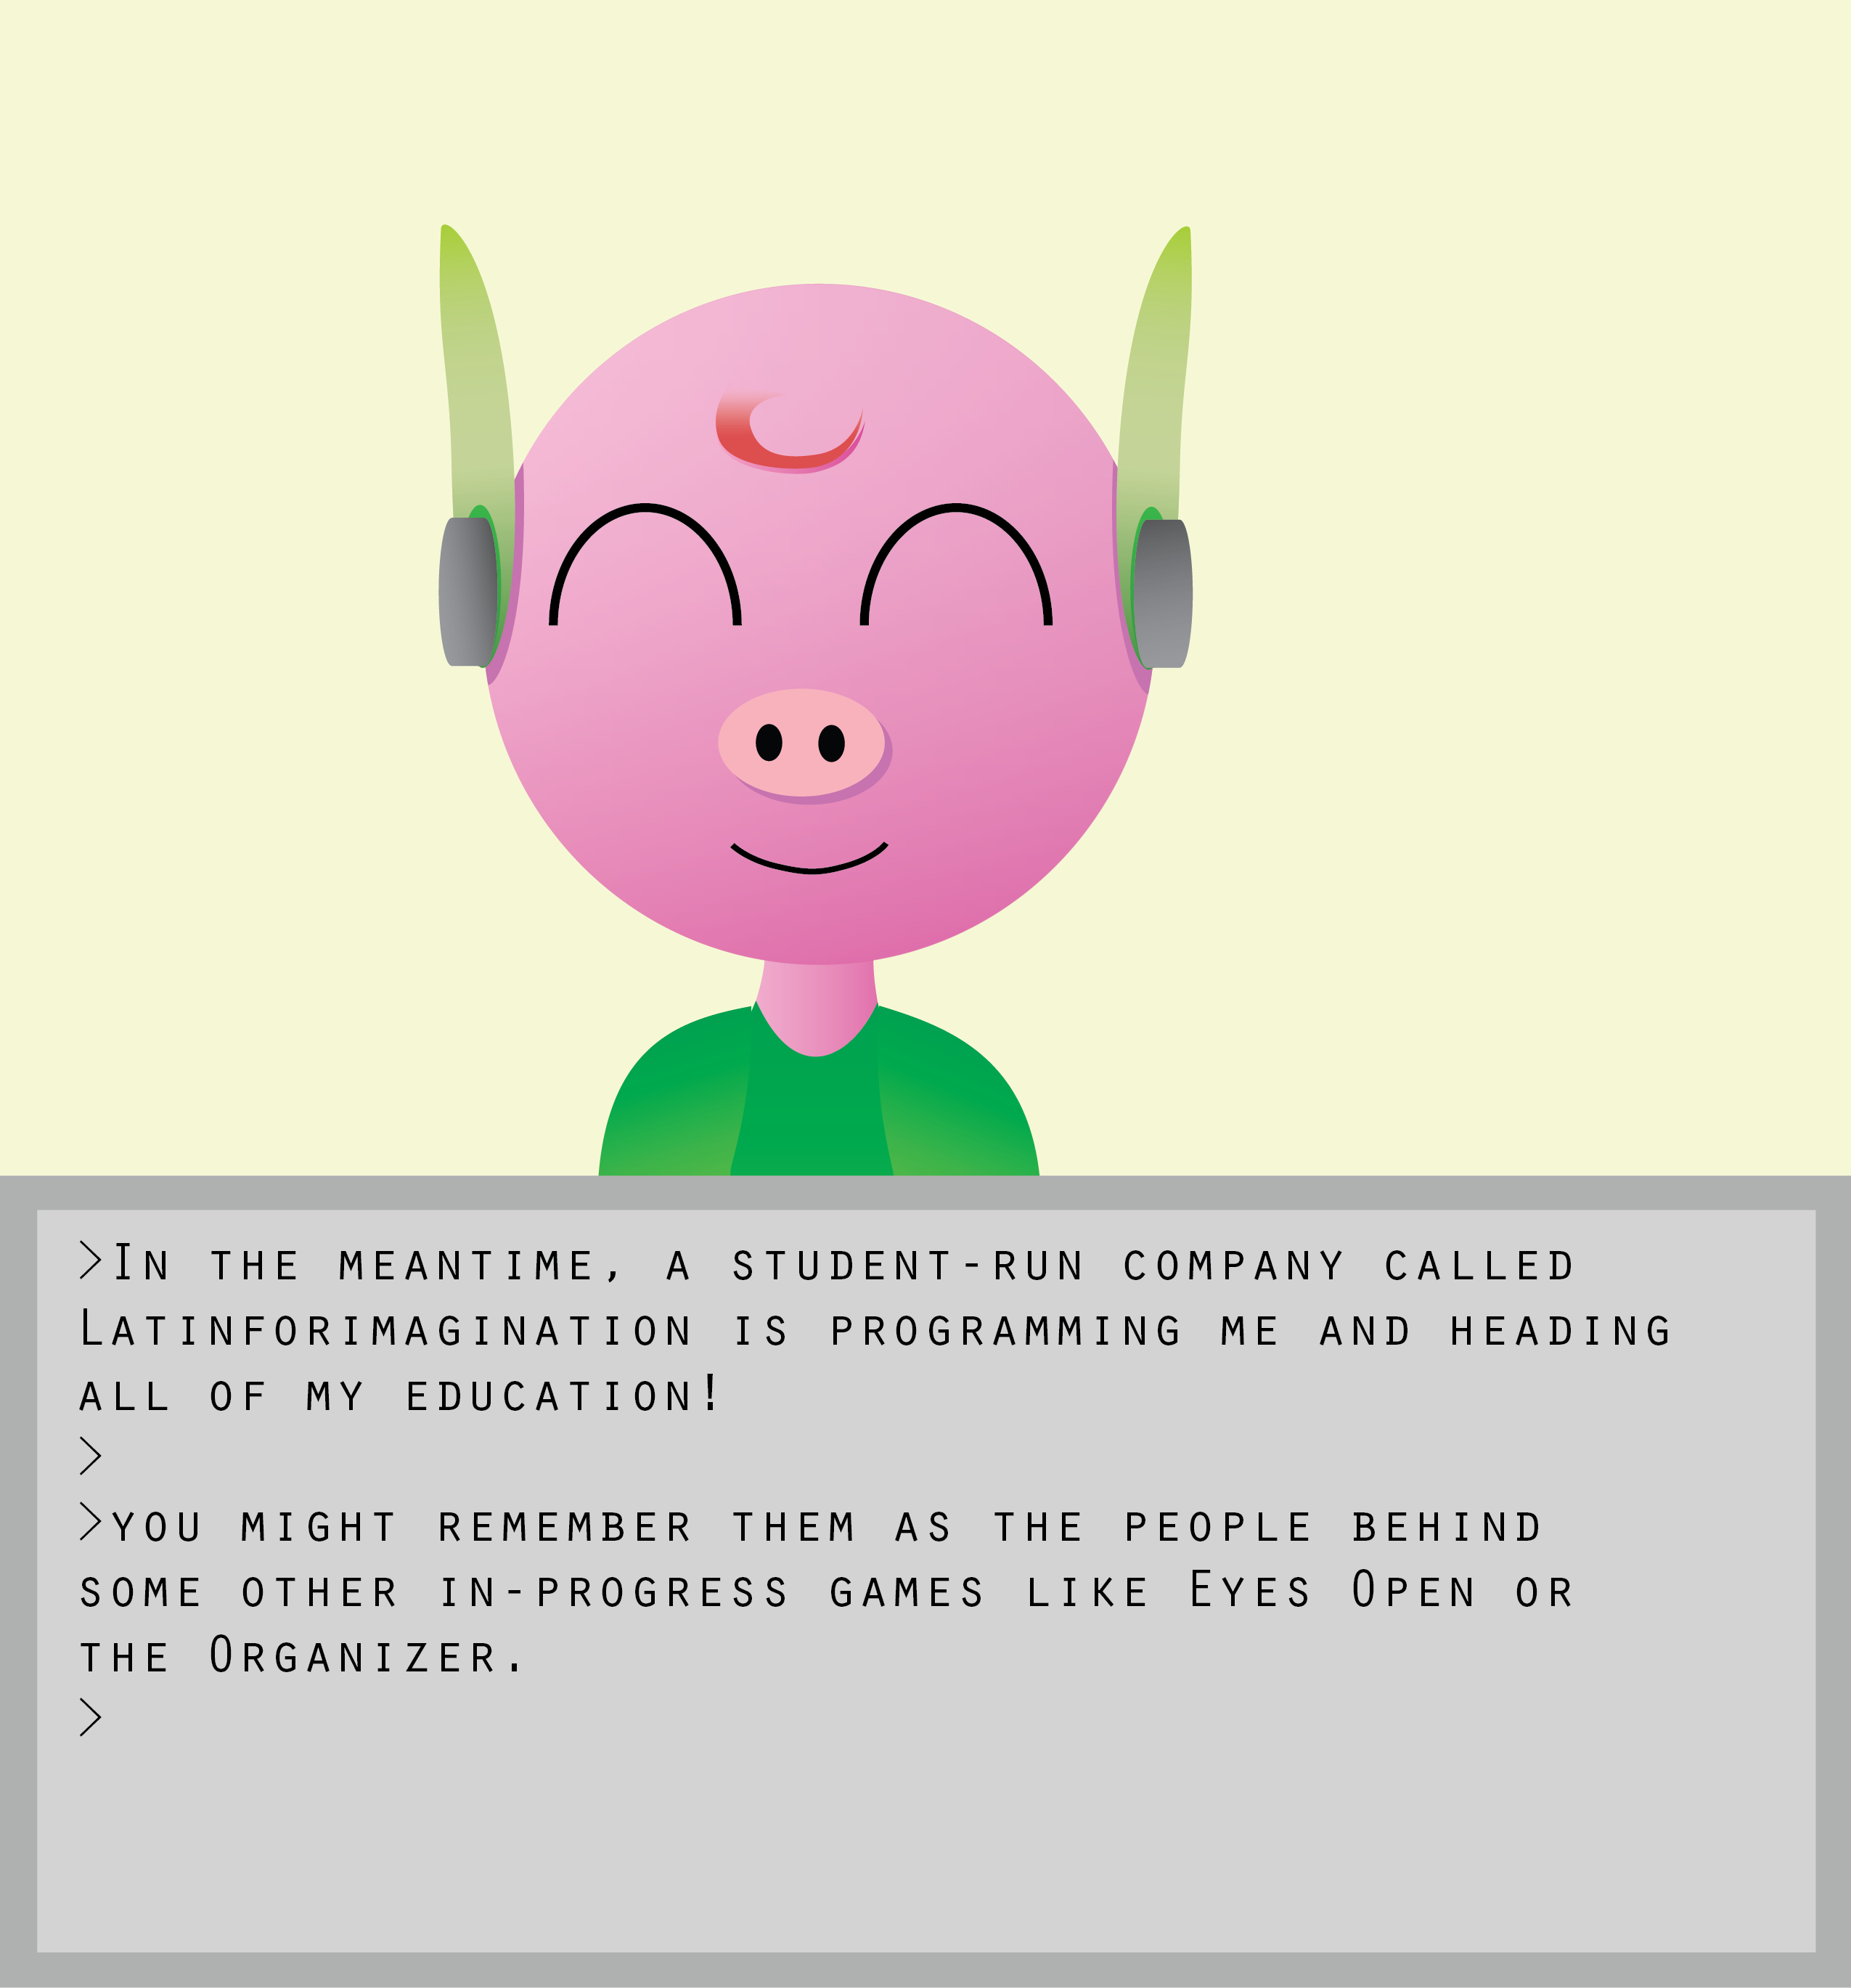 >In the meantime, a student-run company called
Latinforimagination is programming me and heading
all of my education!
>
>you might remember them as the people behind
some other in-progress games like Eyes Open or
the Organizer.
>